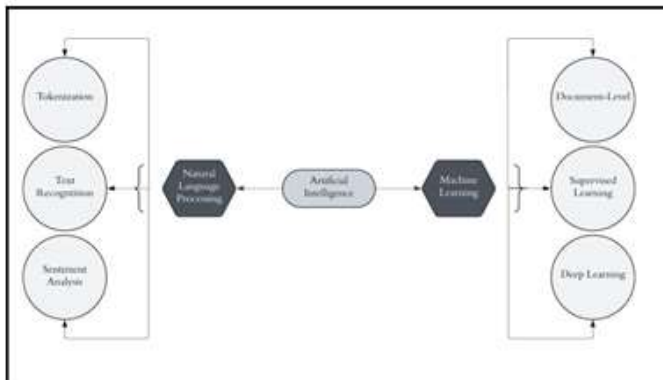 Tokenization
Text
Recognition
Sentiment
Analysis
Natural
Language
Processing
Artificial
Intelligence
Machine
Learning
Document-Level
Supervised
Learning
Deep Learning